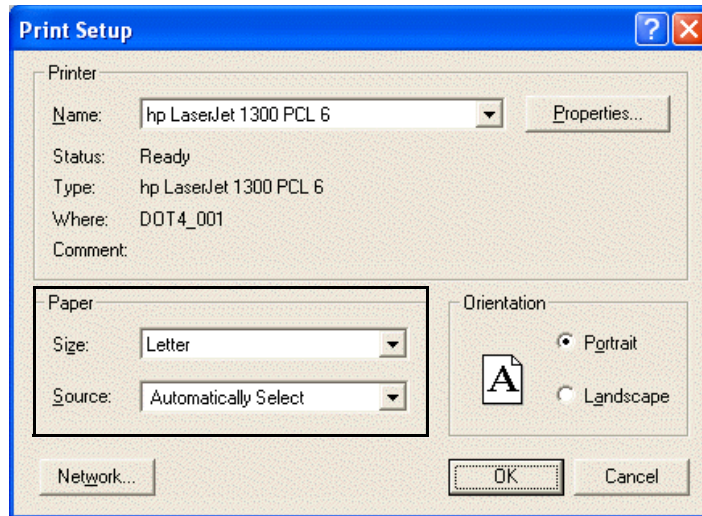 Print Setup
Printer
Name: hp LaserJet 1300 PCL 6 Properties...
Status: Ready
Type: hp LaserJet 1300 PCL 6
Where: DOT4_001
Comment:
Paper
Size: Letter
Source: Automatically Select
Orientation
A
Portrait
Landscape
Network... OK Cancel